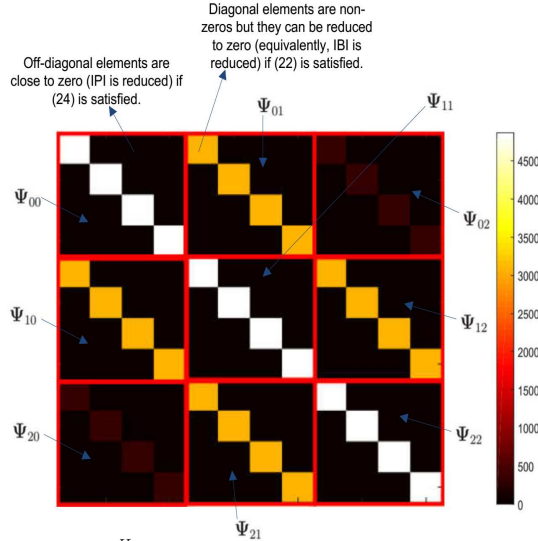 Diagonal elements are non-
zeros but they can be reduced
to zero (equivalently, IBI is
reduced) if (22) is satisfied.
Off-diagonal elements are
close to zero (IPI is reduced) if
(24) is satisfied.
Ψ01
Ψ11
Ψ00
Ψ02
Ψ10
Ψ12
Ψ20
Ψ22
Ψ21
4500
4000
3500
3000
2500
2000
1500
1000
500
0